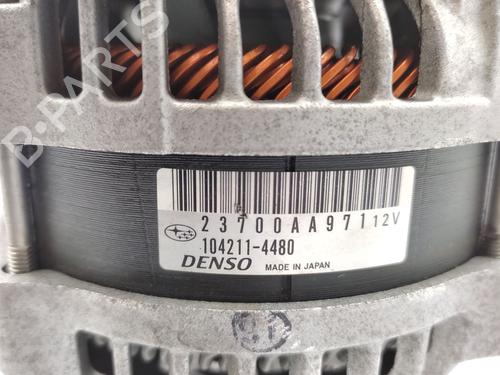 B-PARTS
23700AA971 12V
104211-4480
DENSO MADE IN JAPAN